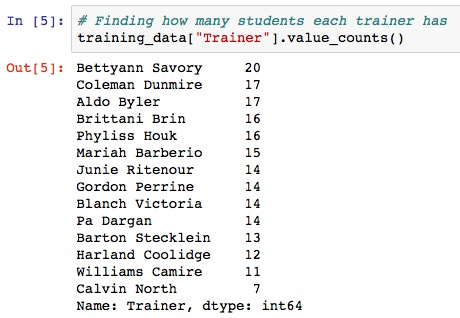 In [5]: # Finding how many students each trainer has
training_data["Trainer"].value_counts()
Out[5]: Bettyann Savory 20
Coleman Dunmire 17
Aldo Byler 17
Brittani Brin 16
Phyliss Houk 16
Mariah Barberio 15
Junie Ritenour 14
Gordon Perrine 14
Blanch Victoria 14
Pa Dargan 14
Barton Stecklein 13
Harland Coolidge 12
Williams Camire 11
Calvin North 7
Name: Trainer, dtype: int64